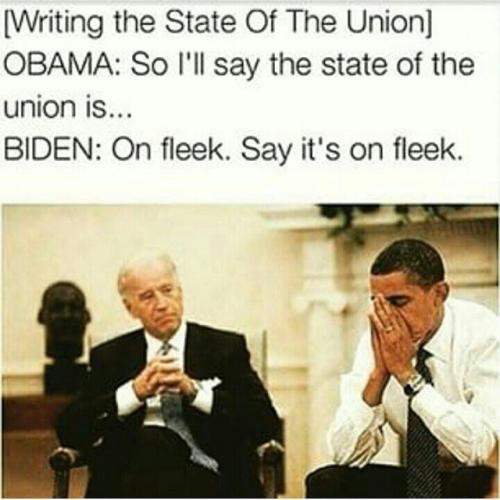 [Writing the State Of The Union]
OBAMA: So I'll say the state of the
union is...
BIDEN: On fleek. Say it's on fleek.